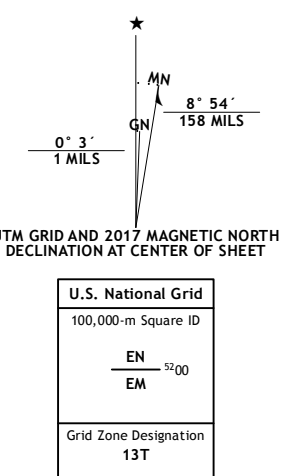 ★
MN
GN
8° 54´
158 MILS
0° 3´
1 MILS
UTM GRID AND 2017 MAGNETIC NORTH
DECLINATION AT CENTER OF SHEET
U.S. National Grid
100,000-m Square ID
EN
5200
EM
Grid Zone Designation
13T